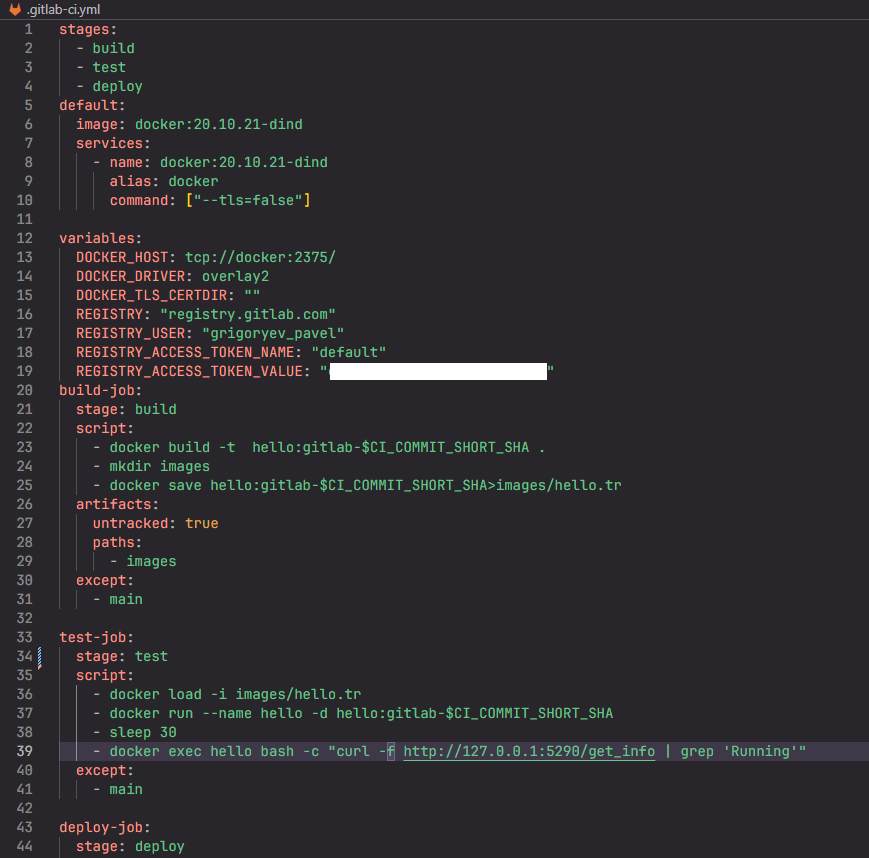 .gitlab-ci.yml
1 stages:
2 - build
3 - test
4 - deploy
5 default:
6 image: docker:20.10.21-dind
7 services:
8 - name: docker:20.10.21-dind
9 alias: docker
10 command: ["--tls=false"]
11
12 variables:
13 DOCKER_HOST: tcp://docker:2375/
14 DOCKER_DRIVER: overlay2
15 DOCKER_TLS_CERTDIR: ""
16 REGISTRY: "registry.gitlab.com"
17 REGISTRY_USER: "grigoryev_pavel"
18 REGISTRY_ACCESS_TOKEN_NAME: "default"
19 REGISTRY_ACCESS_TOKEN_VALUE: " "
20 build-job:
21 stage: build
22 script:
23 - docker build -t  hello:gitlab-$CI_COMMIT_SHORT_SHA .
24 - mkdir images
25 - docker save hello:gitlab-$CI_COMMIT_SHORT_SHA>images/hello.tr
26 artifacts:
27 untracked: true
28 paths:
29 - images
30 except:
31 - main
32
33 test-job:
34 stage: test
35 script:
36 - docker load -i images/hello.tr
37 - docker run --name hello -d hello:gitlab-$CI_COMMIT_SHORT_SHA
38 - sleep 30
39 - docker exec hello bash -c "curl -f http://127.0.0.1:5290/get_info | grep 'Running'"
40 except:
41 - main
42
43 deploy-job:
44 stage: deploy